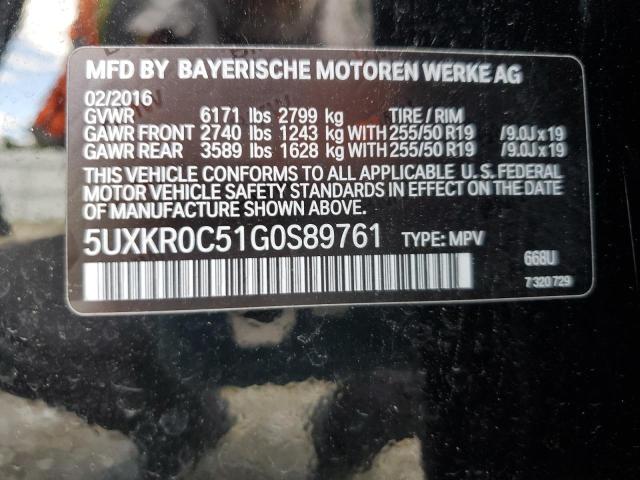 MFD BY BAYERISCHE MOTOREN WERKE AG
02/2016
GVWR 6171 lbs 2799 kg TIRE / RIM
GAWR FRONT 2740 lbs 1243 kg WITH 255/50 R19 /9.0J x 19
GAWR REAR 3589 lbs 1628 kg WITH 255/50 R19 /9.0J x 19
THIS VEHICLE CONFORMS TO ALL APPLICABLE U.S. FEDERAL
MOTOR VEHICLE SAFETY STANDARDS IN EFFECT ON THE DATE
OF MANUFACTURE SHOWN ABOVE.
5UXKR0C51G0S89761 TYPE: MPV 668U
7 320 729